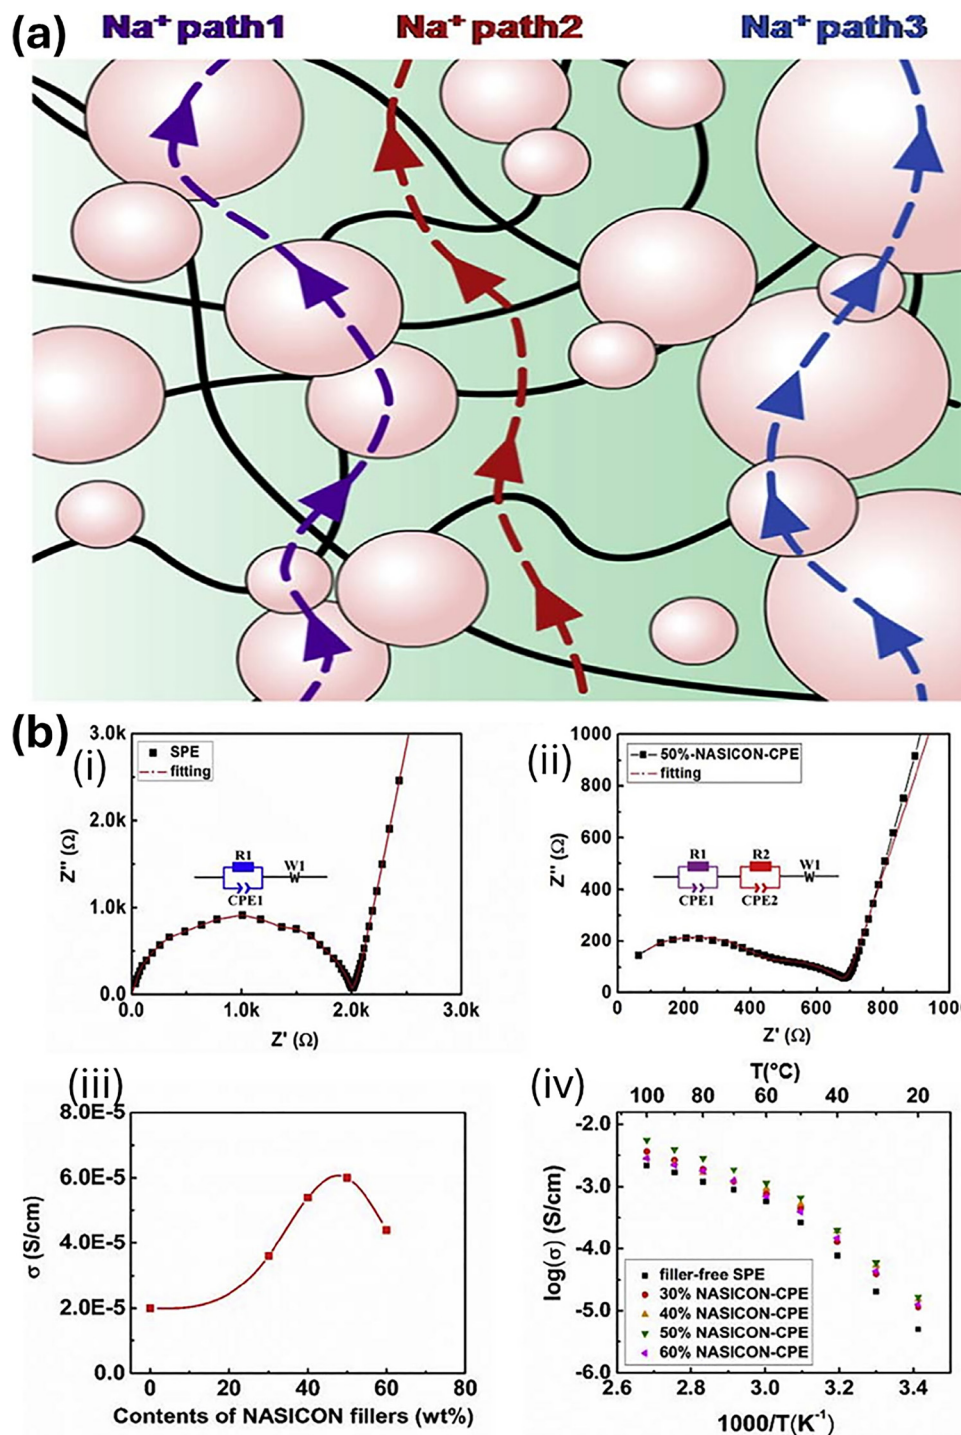 (a)
Na⁺ path1 Na⁺ path2 Na⁺ path3
(b)
(i)
3.0k
2.0k
1.0k
0.0
Z'' (Ω)
SPE
fitting
R1
CPE1
W1
0.0 1.0k 2.0k 3.0k
Z' (Ω)
(ii)
1000
800
600
400
200
0
Z'' (Ω)
50%-NASICON-CPE
fitting
R1 R2
CPE1 CPE2
W1
0 200 400 600 800 1000
Z' (Ω)
(iii)
8.0E-5
6.0E-5
4.0E-5
2.0E-5
0.0
σ (S/cm)
0 20 40 60 80
Contents of NASICON fillers (wt%)
(iv)
T(°C)
100 80 60 40 20
-2.0
-3.0
-4.0
-5.0
-6.0
log(σ) (S/cm)
filler-free SPE
30% NASICON-CPE
40% NASICON-CPE
50% NASICON-CPE
60% NASICON-CPE
2.6 2.8 3.0 3.2 3.4
1000/T(K⁻¹)